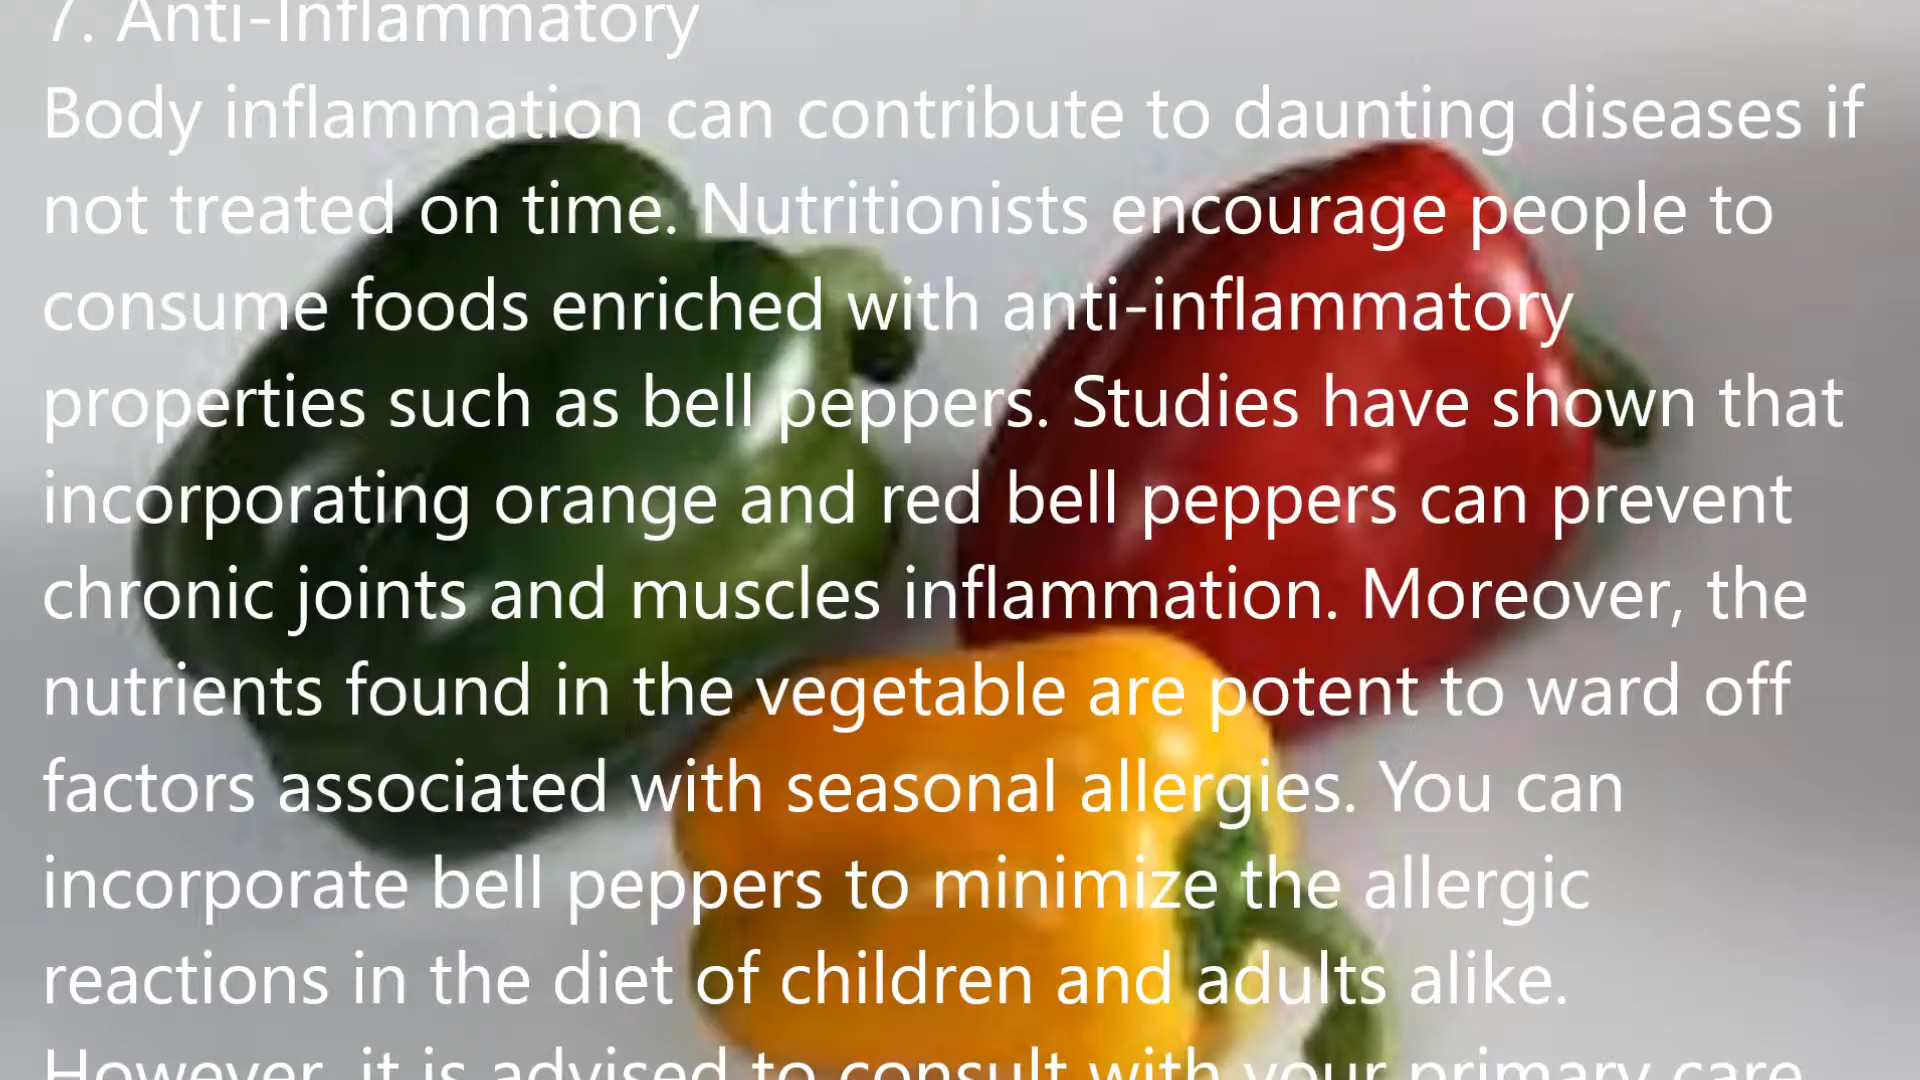 7. Anti-Inflammatory
Body inflammation can contribute to daunting diseases if
not treated on time. Nutritionists encourage people to
consume foods enriched with anti-inflammatory
properties such as bell peppers. Studies have shown that
incorporating orange and red bell peppers can prevent
chronic joints and muscles inflammation. Moreover, the
nutrients found in the vegetable are potent to ward off
factors associated with seasonal allergies. You can
incorporate bell peppers to minimize the allergic
reactions in the diet of children and adults alike.
However, it is advised to consult with your primary care